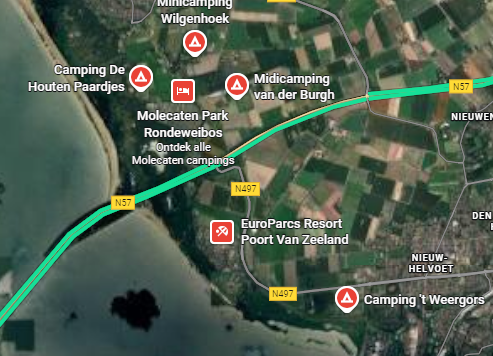 Minicamping
Wilgenhoek
Camping De
Houten Paardjes
Midicamping
van der Burgh
N57
Molecaten Park
Rondeweibos
Ontdek alle
Molecaten campings
NIEUWEN
N497
N57
EuroParcs Resort
Poort Van Zeeland
DEN
NIEUW-
HELVOET
N497
Camping 't Weergors